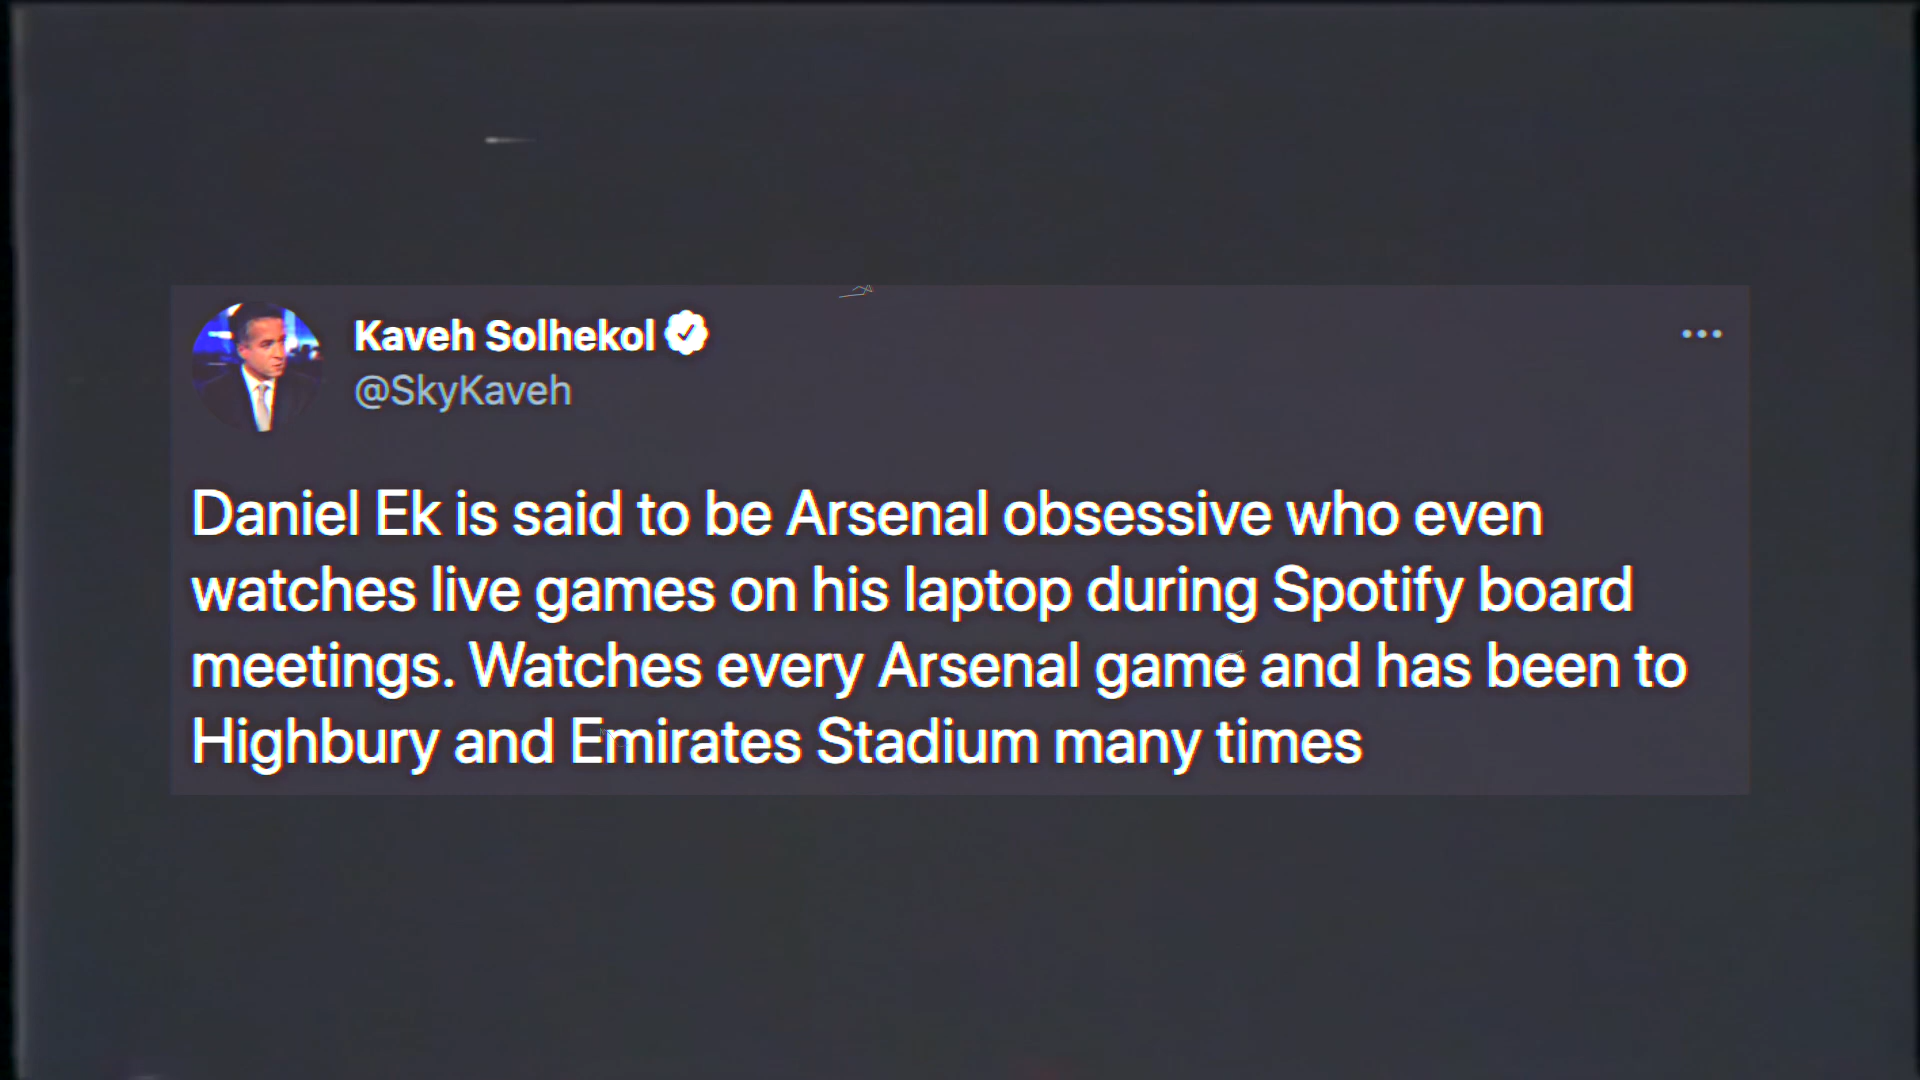 Kaveh Solhekol
@SkyKaveh
Daniel Ek is said to be Arsenal obsessive who even
watches live games on his laptop during Spotify board
meetings. Watches every Arsenal game and has been to
Highbury and Emirates Stadium many times